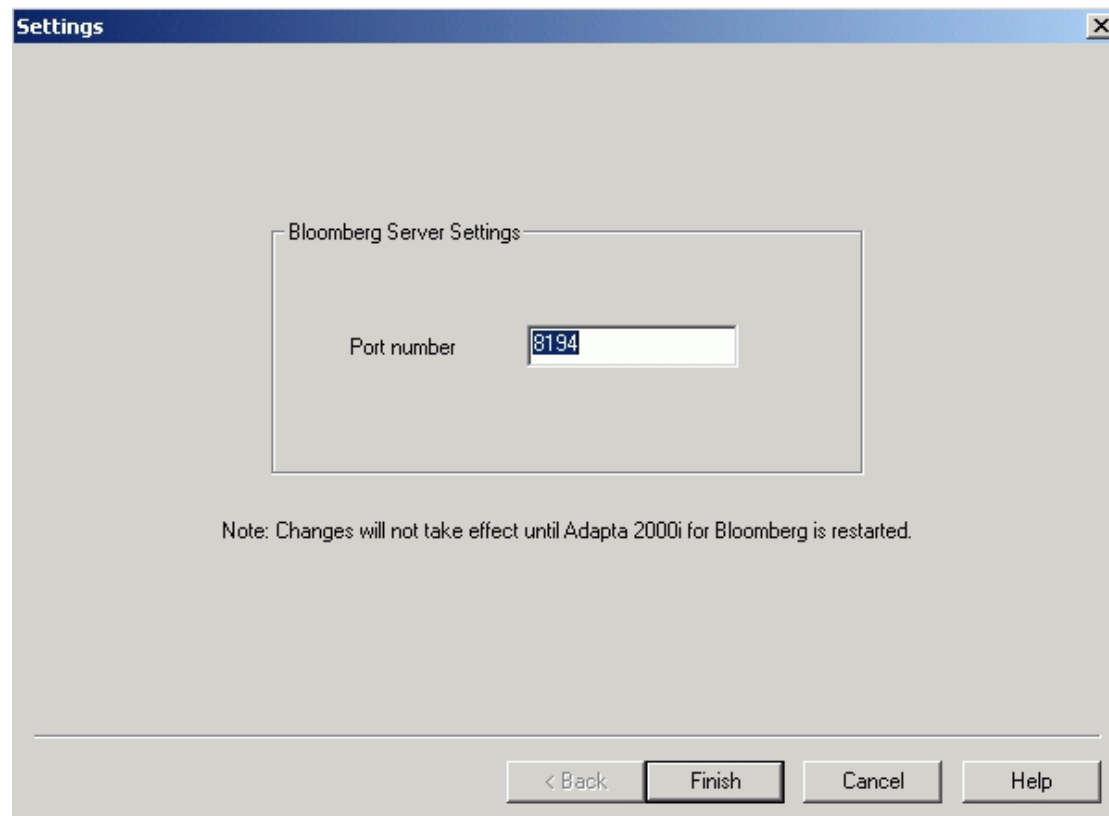 Settings
Bloomberg Server Settings
Port number 8194
Note: Changes will not take effect until Adapta 2000i for Bloomberg is restarted.
< Back Finish Cancel Help